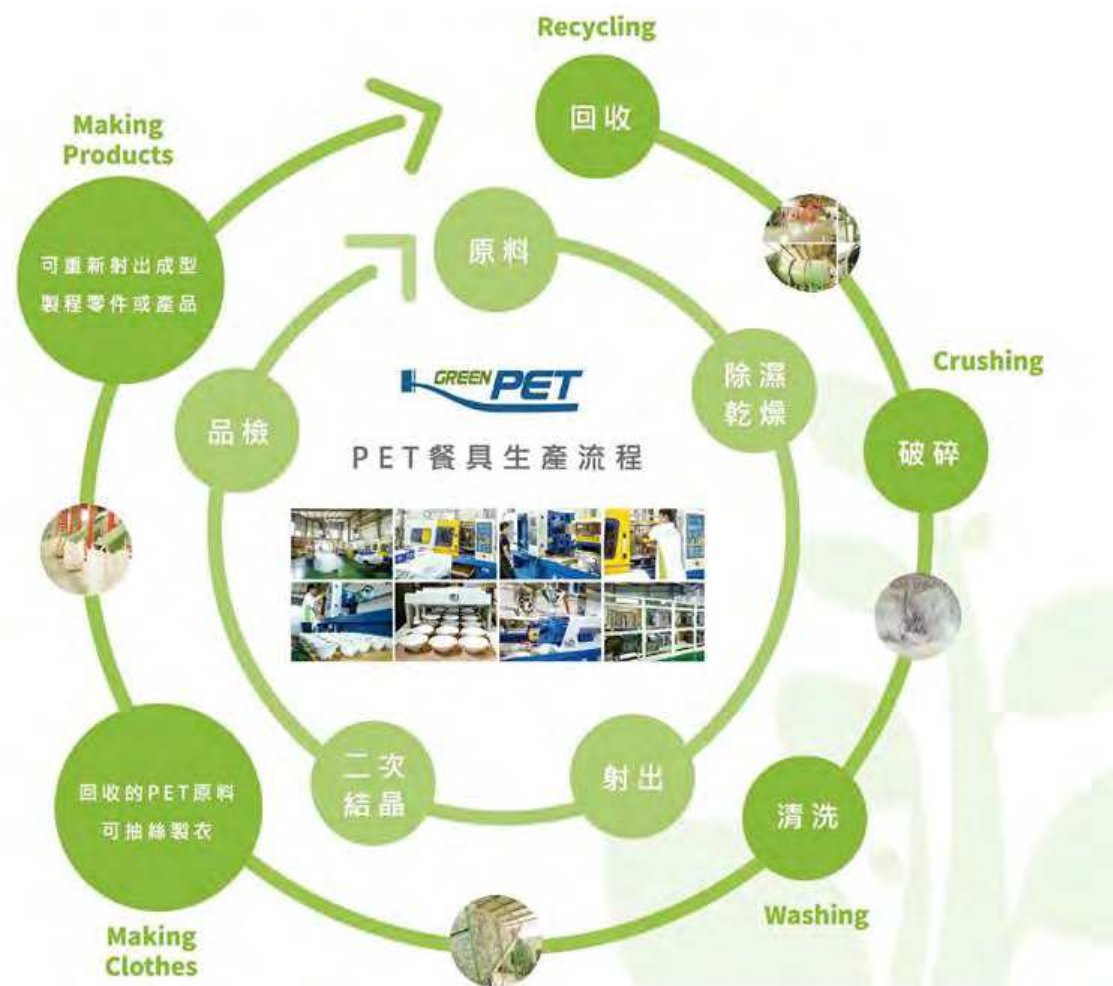 Recycling
回收
Making
Products
可重新射出成型
製程零件或產品
原料
Crushing
破碎
除濕
乾燥
品檢
GREEN PET
PET餐具生產流程
二次
結晶
射出
清洗
Washing
回收的PET原料
可抽絲製衣
Making
Clothes